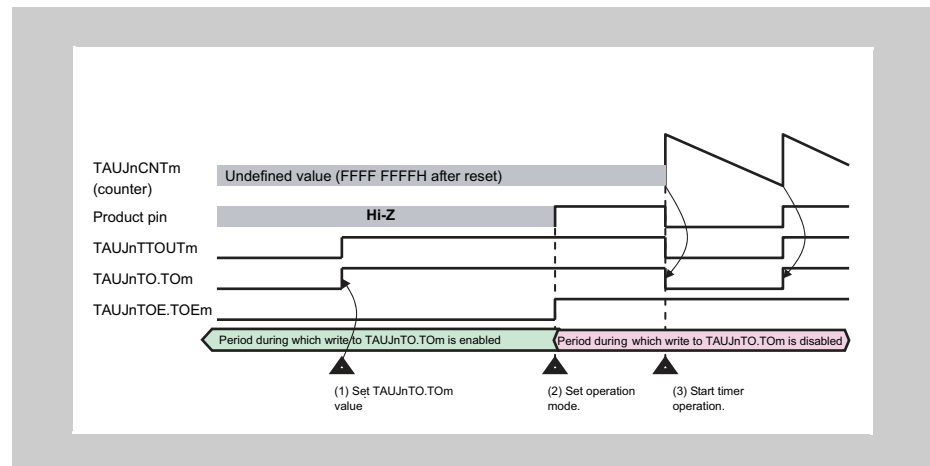 TAUJnCNTm
(counter)
Undefined value (FFFF FFFFH after reset)
Product pin
Hi-Z
TAUJnTTOUTm
TAUJnTO.TOm
TAUJnTOE.TOEm
Period during which write to TAUJnTO.TOm is enabled
Period during which write to TAUJnTO.TOm is disabled
(1) Set TAUJnTO.TOm
value
(2) Set operation
mode.
(3) Start timer
operation.